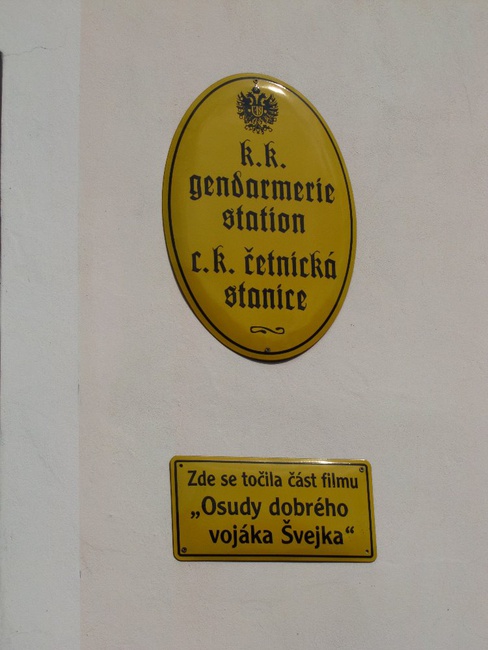 k.k.
gendarmerie
station
c.k. četnická
stanice
Zde se točila část filmu
„Osudy dobrého
vojáka Švejka“